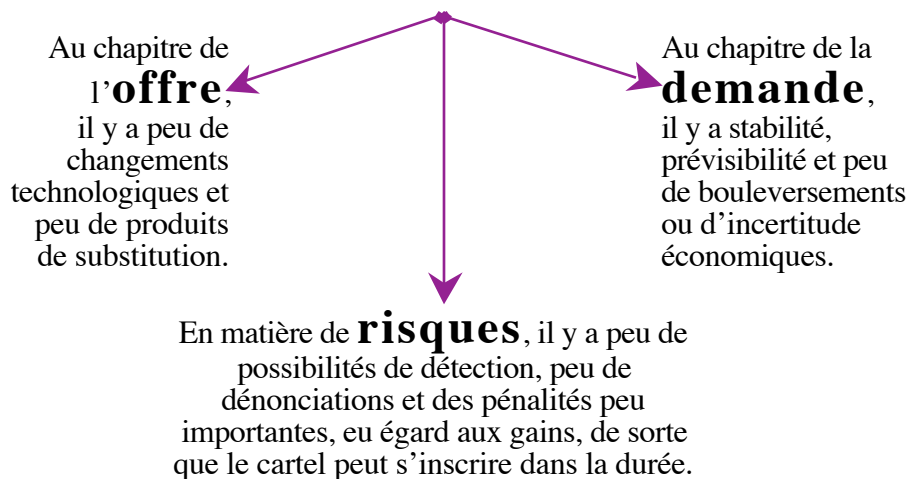 Au chapitre de
l’offre,
il y a peu de
changements
technologiques et
peu de produits
de substitution.
Au chapitre de la
demande,
il y a stabilité,
prévisibilité et peu
de bouleversements
ou d’incertitude
économiques.
En matière de risques, il y a peu de
possibilités de détection, peu de
dénonciations et des pénalités peu
importantes, eu égard aux gains, de sorte
que le cartel peut s’inscrire dans la durée.